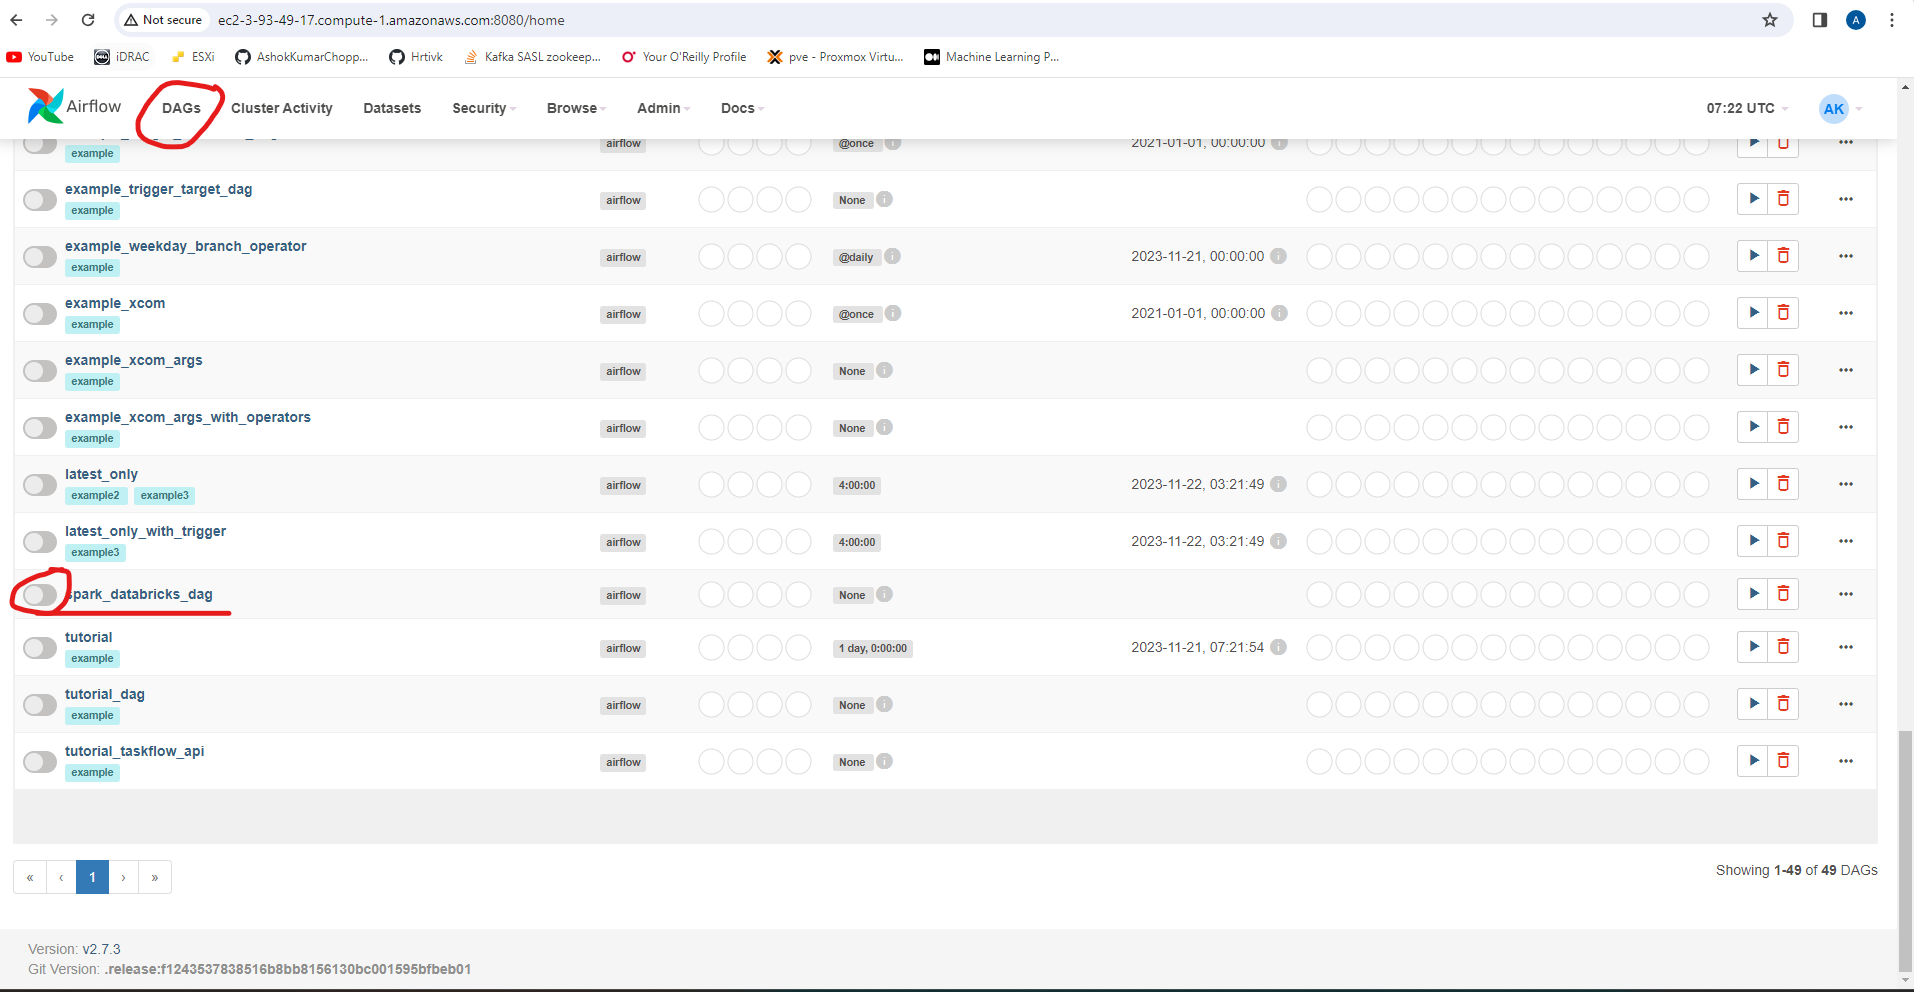 Not secure ec2-3-93-49-17.compute-1.amazonaws.com:8080/home A
YouTube iDRAC ESXi AshokKumarChopp... Hrtivk Kafka SASL zookeep... Your O'Reilly Profile pve - Proxmox Virtu... Machine Learning P...
Airflow DAGs Cluster Activity Datasets Security Browse Admin Docs 07:22 UTC AK
airflow @once 2021-01-01, 00:00:00
example
example_trigger_target_dag
example airflow None
example_weekday_branch_operator
example airflow @daily 2023-11-21, 00:00:00
example_xcom
example airflow @once 2021-01-01, 00:00:00
example_xcom_args
example airflow None
example_xcom_args_with_operators
example airflow None
latest_only
example2 example3 airflow 4:00:00 2023-11-22, 03:21:49
latest_only_with_trigger
example3 airflow 4:00:00 2023-11-22, 03:21:49
spark_databricks_dag airflow None
tutorial
example airflow 1 day, 0:00:00 2023-11-21, 07:21:54
tutorial_dag
example airflow None
tutorial_taskflow_api
example airflow None
« ‹ 1 › » Showing 1-49 of 49 DAGs
Version: v2.7.3
Git Version: .release:f1243537838516b8bb8156130bc001595bfbeb01